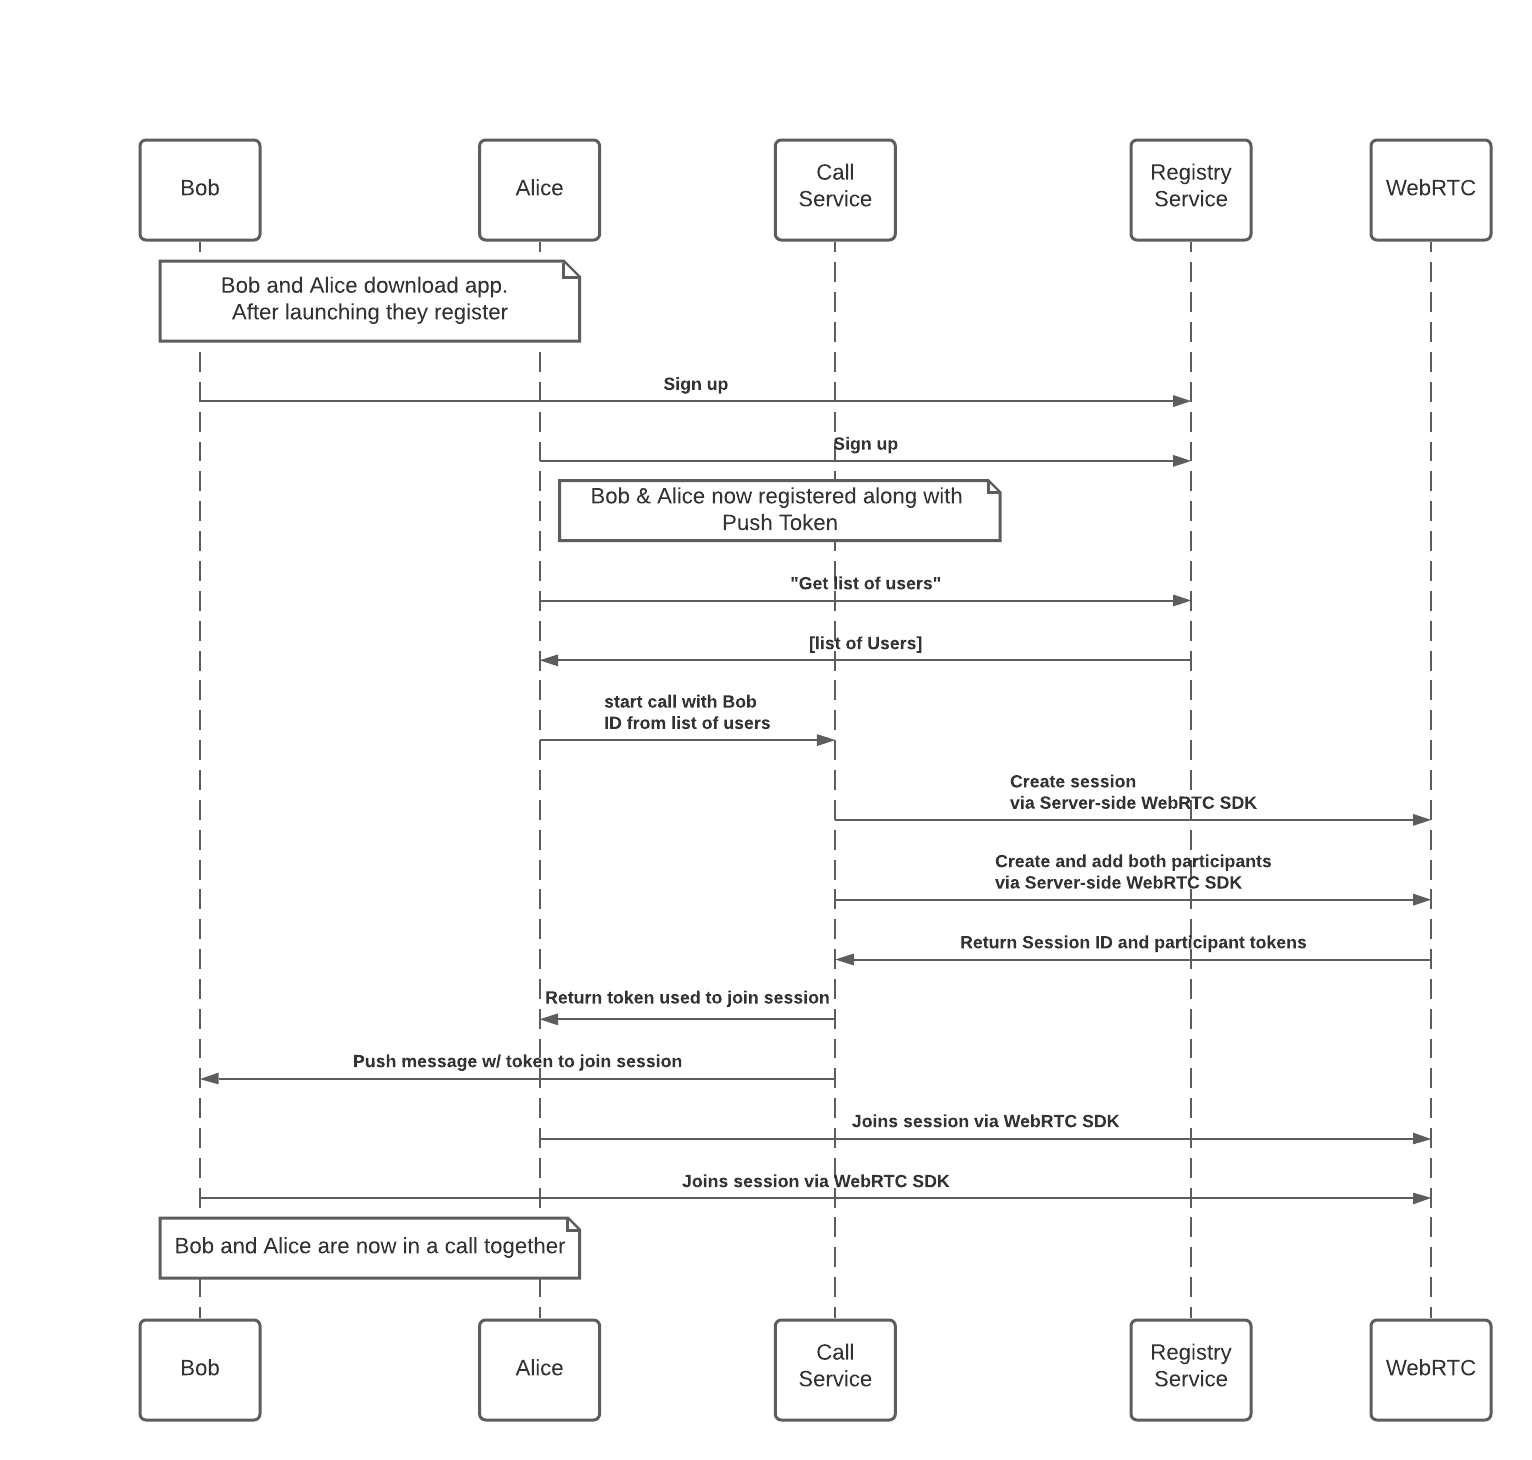 Bob
Alice
Call
Service
Registry
Service
WebRTC
Bob and Alice download app.
After launching they register
Sign up
Sign up
Bob & Alice now registered along with
Push Token
"Get list of users"
[list of Users]
start call with Bob
ID from list of users
Create session
via Server-side WebRTC SDK
Create and add both participants
via Server-side WebRTC SDK
Return Session ID and participant tokens
Return token used to join session
Push message w/ token to join session
Joins session via WebRTC SDK
Joins session via WebRTC SDK
Bob and Alice are now in a call together
Bob
Alice
Call
Service
Registry
Service
WebRTC